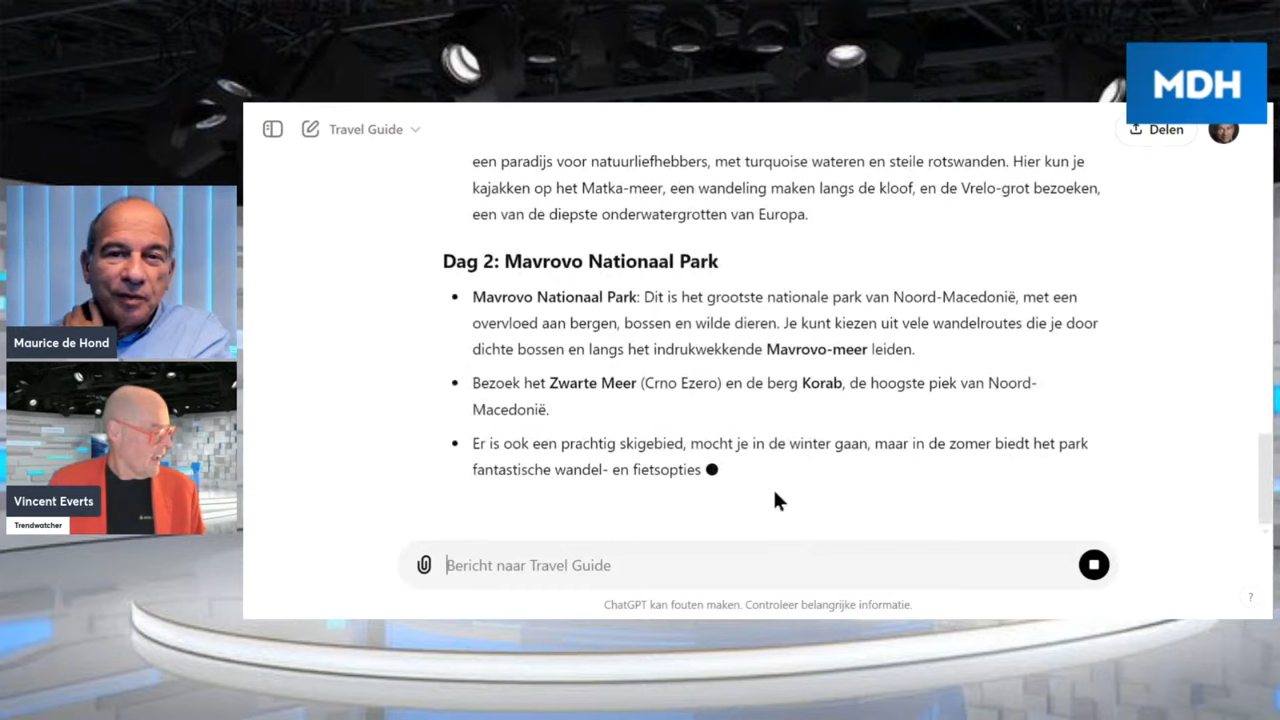 MDH
Travel Guide
Delen
een paradijs voor natuurliefhebbers, met turquoise wateren en steile rotswanden. Hier kun je
kajakken op het Matka-meer, een wandeling maken langs de kloof, en de Vrelo-grot bezoeken,
een van de diepste onderwatergrotten van Europa.
Dag 2: Mavrovo Nationaal Park
Mavrovo Nationaal Park: Dit is het grootste nationale park van Noord-Macedonië, met een
overvloed aan bergen, bossen en wilde dieren. Je kunt kiezen uit vele wandelroutes die je door
dichte bossen en langs het indrukwekkende Mavrovo-meer leiden.
Bezoek het Zwarte Meer (Crno Ezero) en de berg Korab, de hoogste piek van Noord-
Macedonië.
Er is ook een prachtig skigebied, mocht je in de winter gaan, maar in de zomer biedt het park
fantastische wandel- en fietsopties
Bericht naar Travel Guide
ChatGPT kan fouten maken. Controleer belangrijke informatie.
?
Maurice de Hond
Vincent Everts
Trendwatcher